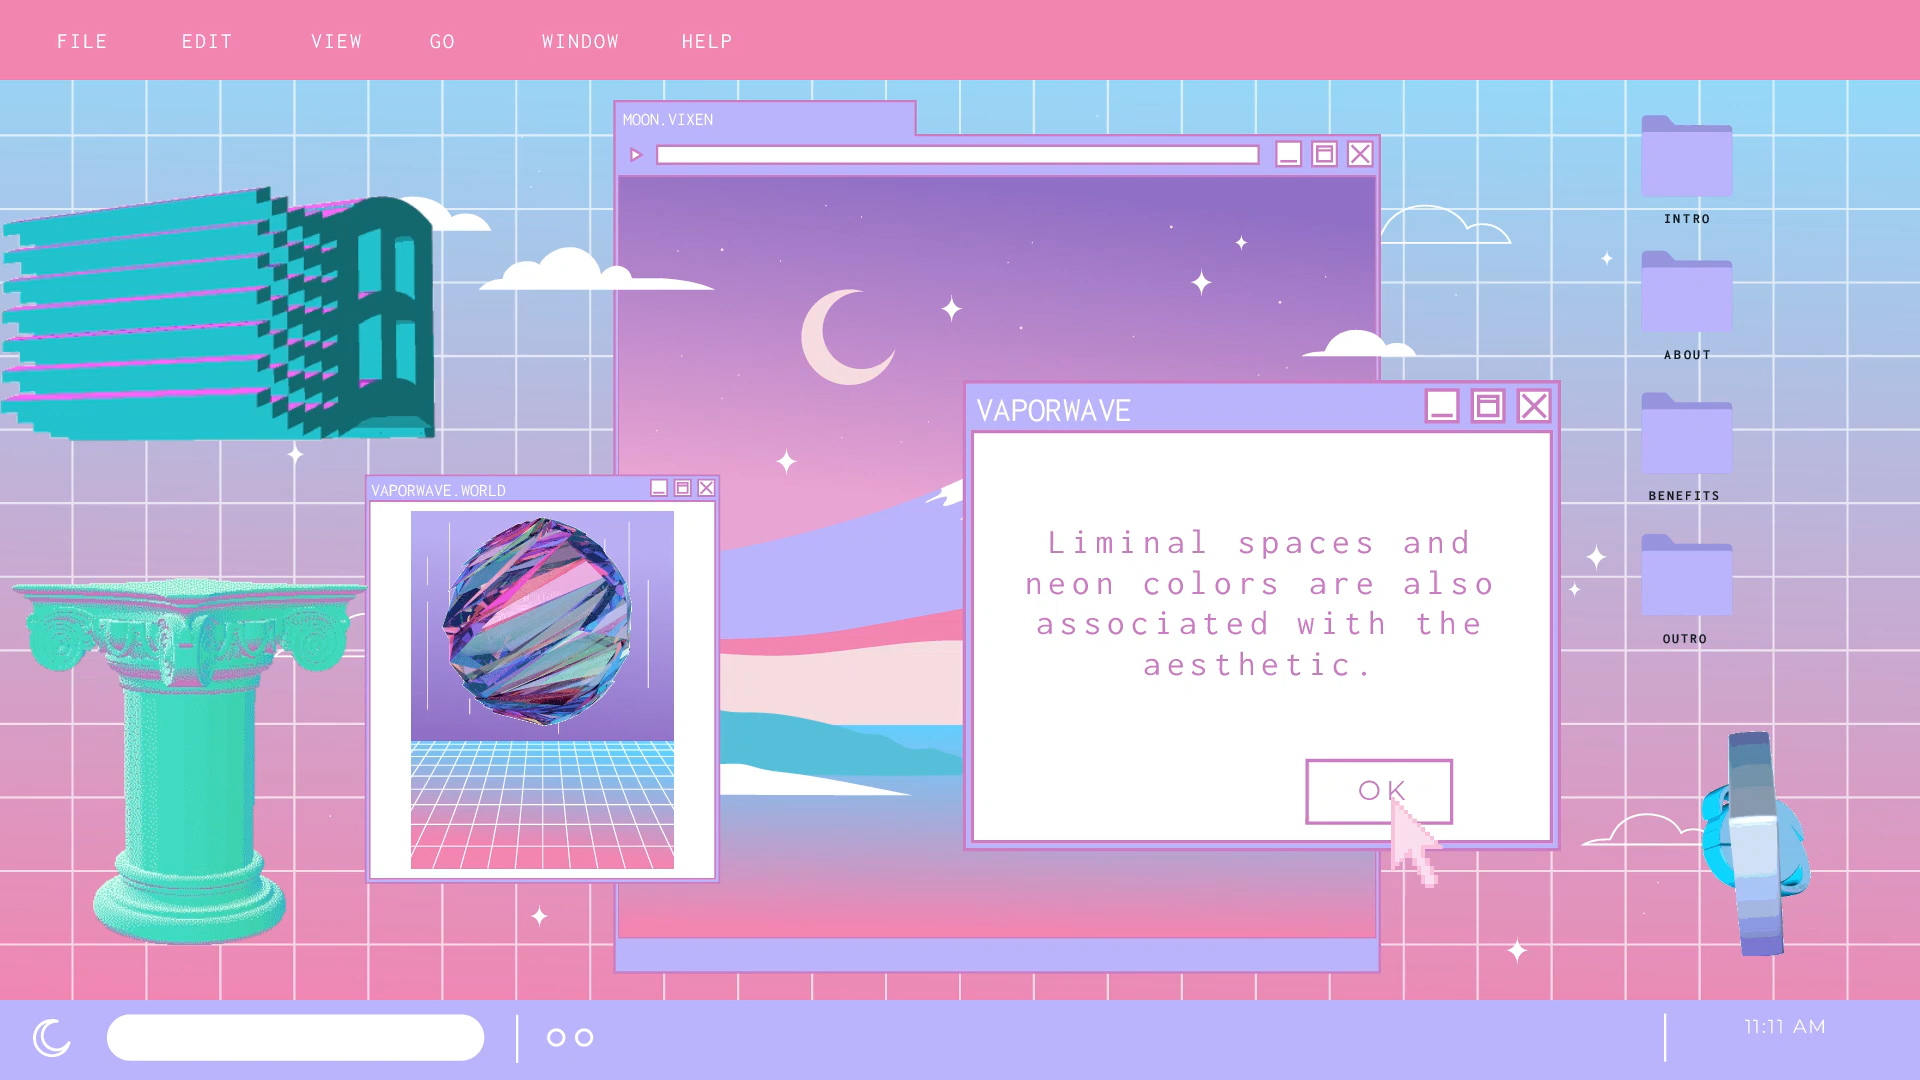 FILE EDIT VIEW GO WINDOW HELP
MOON.VIXEN
INTRO
ABOUT
VAPORWAVE
Liminal spaces and
neon colors are also
associated with the
aesthetic.
OK
VAPORWAVE.WORLD
BENEFITS
OUTRO
11:11 AM